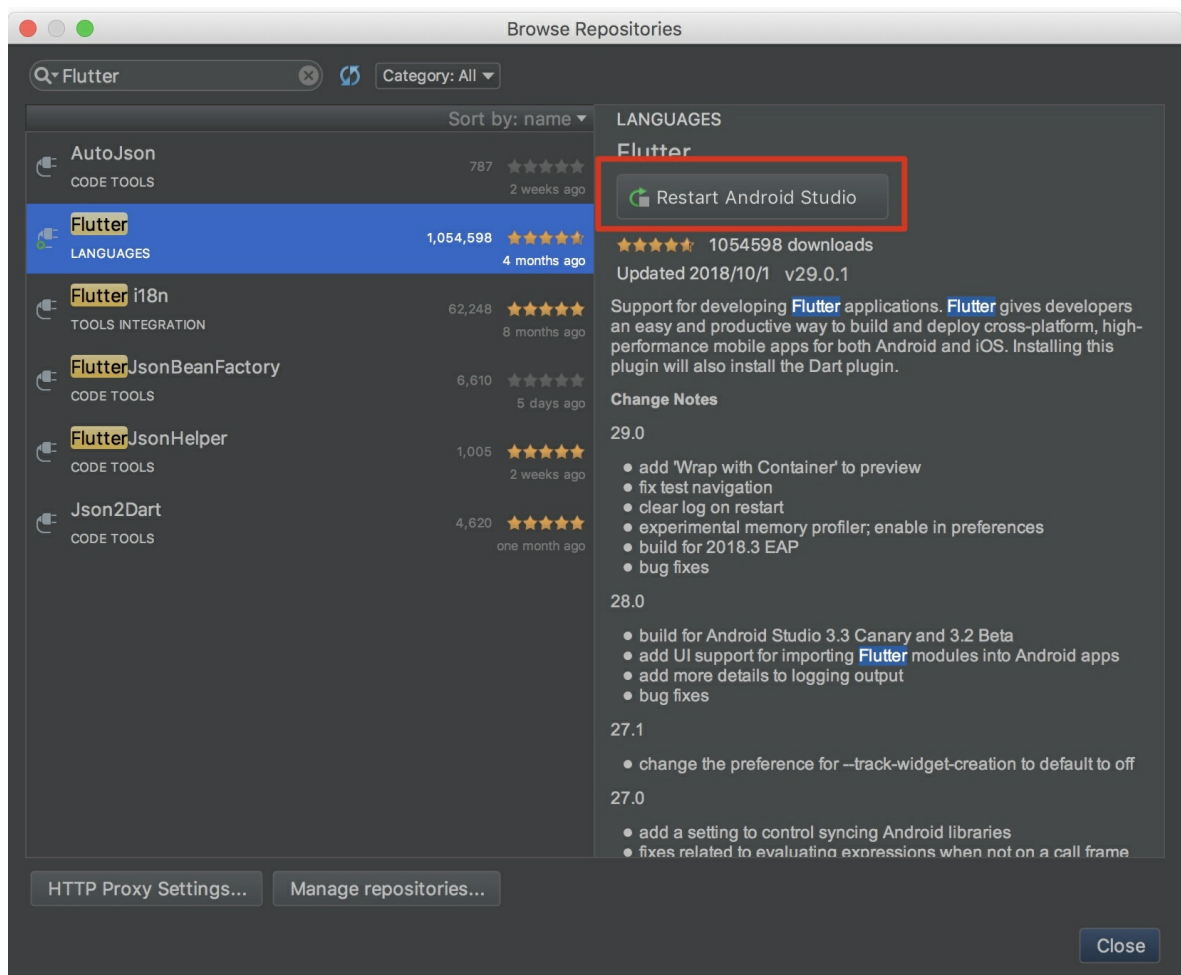 Browse Repositories
Flutter
Category: All
Sort by: name
AutoJson
787
CODE TOOLS
2 weeks ago
Flutter
1,054,598
LANGUAGES
4 months ago
Flutter i18n
62,248
TOOLS INTEGRATION
8 months ago
FlutterJsonBeanFactory
6,610
CODE TOOLS
5 days ago
FlutterJsonHelper
1,005
CODE TOOLS
2 weeks ago
Json2Dart
4,620
CODE TOOLS
one month ago
LANGUAGES
Flutter
Restart Android Studio
1054598 downloads
Updated 2018/10/1 v29.0.1
Support for developing Flutter applications. Flutter gives developers
an easy and productive way to build and deploy cross-platform, high-
performance mobile apps for both Android and iOS. Installing this
plugin will also install the Dart plugin.
Change Notes
29.0
● add 'Wrap with Container' to preview
● fix test navigation
● clear log on restart
● experimental memory profiler; enable in preferences
● build for 2018.3 EAP
● bug fixes
28.0
● build for Android Studio 3.3 Canary and 3.2 Beta
● add UI support for importing Flutter modules into Android apps
● add more details to logging output
● bug fixes
27.1
● change the preference for --track-widget-creation to default to off
27.0
● add a setting to control syncing Android libraries
● fixes related to evaluating expressions when not on a call frame
HTTP Proxy Settings...
Manage repositories...
Close